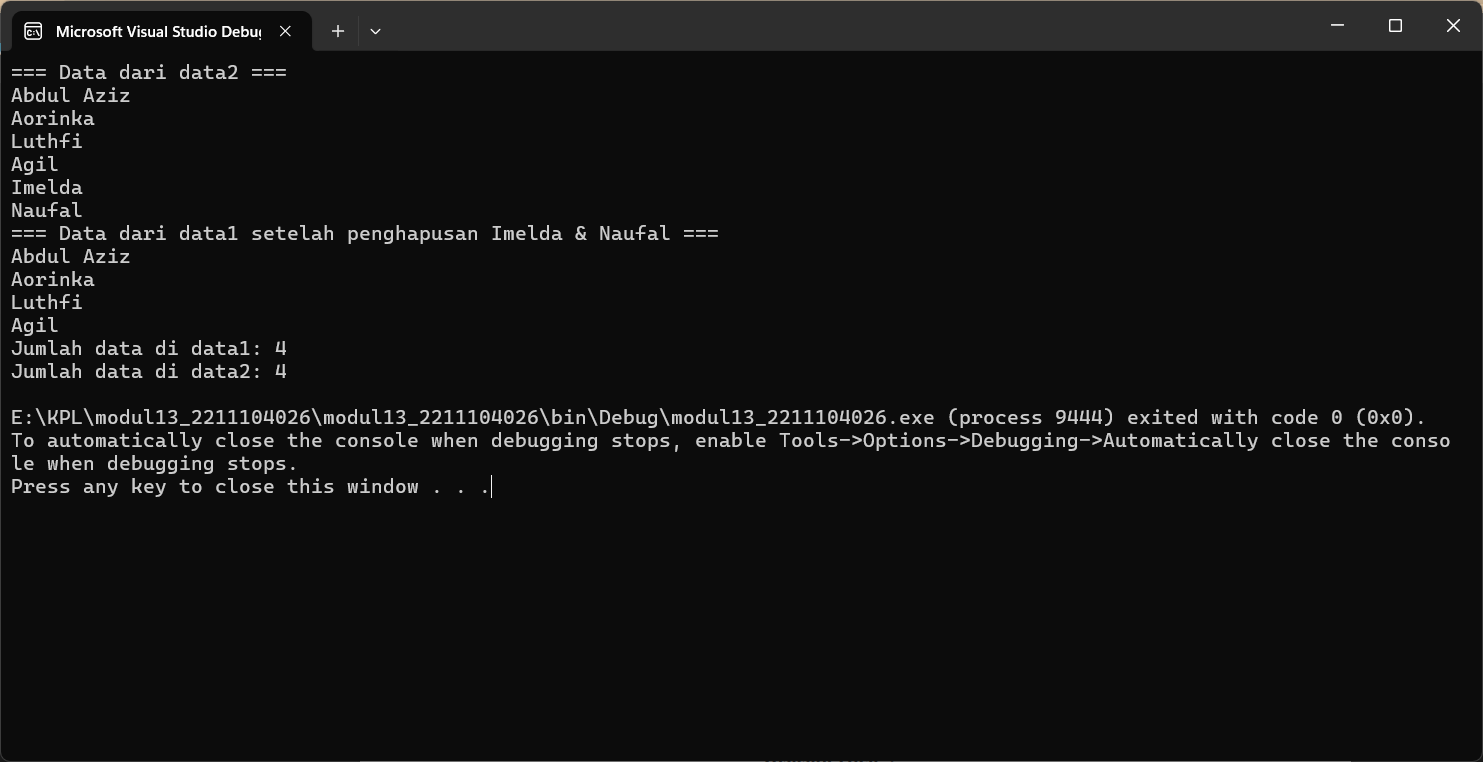 Microsoft Visual Studio Debug
=== Data dari data2 ===
Abdul Aziz
Aorinka
Luthfi
Agil
Imelda
Naufal
=== Data dari data1 setelah penghapusan Imelda & Naufal ===
Abdul Aziz
Aorinka
Luthfi
Agil
Jumlah data di data1: 4
Jumlah data di data2: 4
E:\KPL\modul13_2211104026\modul13_2211104026\bin\Debug\modul13_2211104026.exe (process 9444) exited with code 0 (0x0).
To automatically close the console when debugging stops, enable Tools->Options->Debugging->Automatically close the conso
le when debugging stops.
Press any key to close this window . . .